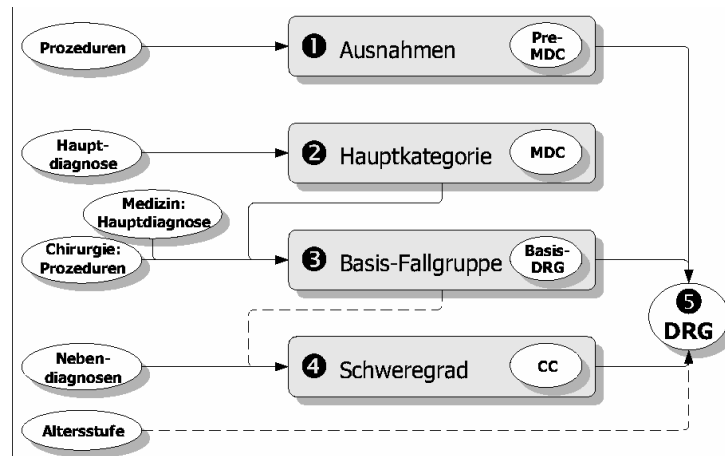 Prozeduren
❶ Ausnahmen
Pre-
MDC
Haupt-
diagnose
❷ Hauptkategorie
MDC
Medizin:
Hauptdiagnose
Chirurgie:
Prozeduren
❸ Basis-Fallgruppe
Basis-
DRG
❺
DRG
Neben-
diagnosen
❹ Schweregrad
CC
Altersstufe